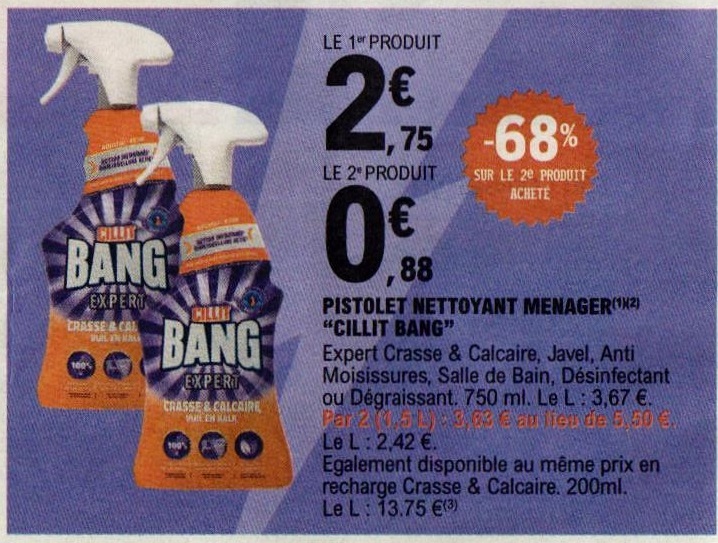 LE 1er PRODUIT
2€,75
-68%
SUR LE 2e PRODUIT
ACHETÉ
LE 2e PRODUIT
0€,88
PISTOLET NETTOYANT MENAGER(1)(2)
“CILLIT BANG”
Expert Crasse & Calcaire, Javel, Anti
Moisissures, Salle de Bain, Désinfectant
ou Dégraissant. 750 ml. Le L : 3,67 €.
Par 2 (1,5 L) : 3,63 € au lieu de 5,50 €.
Le L : 2,42 €.
Egalement disponible au même prix en
recharge Crasse & Calcaire. 200ml.
Le L : 13.75 €(3)
CILLIT
BANG
EXPERT
CRASSE & CAL
100%
CILLIT
BANG
EXPERT
CRASSE & CALCAIRE
100%